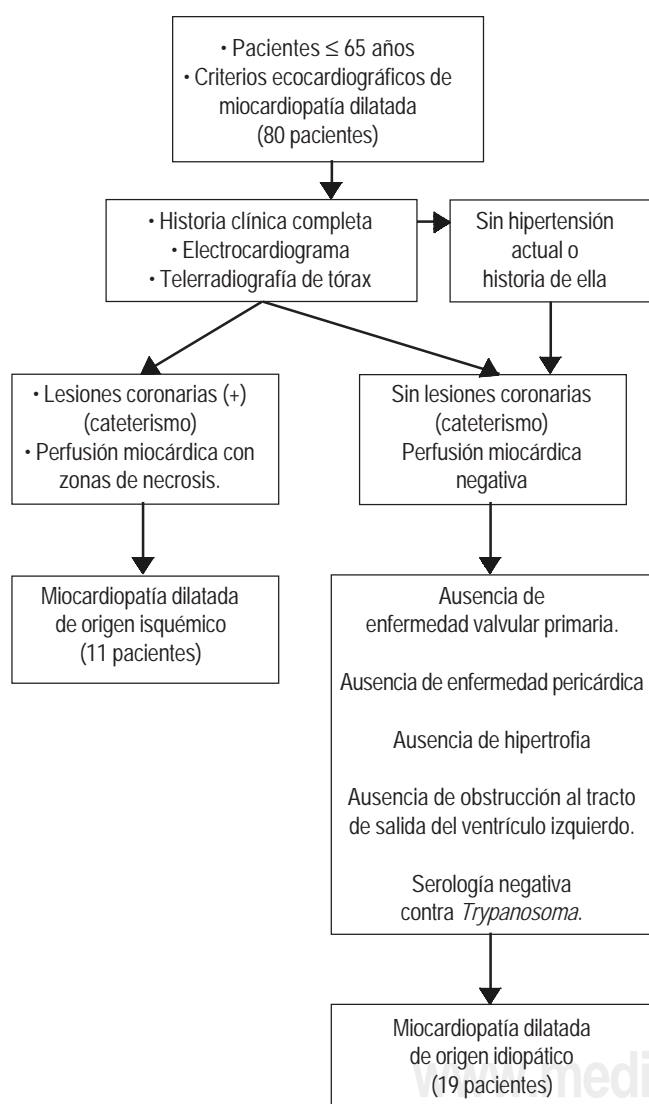 • Pacientes ≤ 65 años
• Criterios ecocardiográficos de
miocardiopatía dilatada
(80 pacientes)
• Historia clínica completa
• Electrocardiograma
• Telerradiografía de tórax
Sin hipertensión
actual o
historia de ella
• Lesiones coronarias (+)
(cateterismo)
• Perfusión miocárdica con
zonas de necrosis.
Sin lesiones coronarias
(cateterismo)
Perfusión miocárdica
negativa
Miocardiopatía dilatada
de origen isquémico
(11 pacientes)
Ausencia de
enfermedad valvular primaria.
Ausencia de enfermedad pericárdica
Ausencia de hipertrofia
Ausencia de obstrucción al tracto
de salida del ventrículo izquierdo.
Serología negativa
contra Trypanosoma.
Miocardiopatía dilatada
de origen idiopático
(19 pacientes)
www.medi